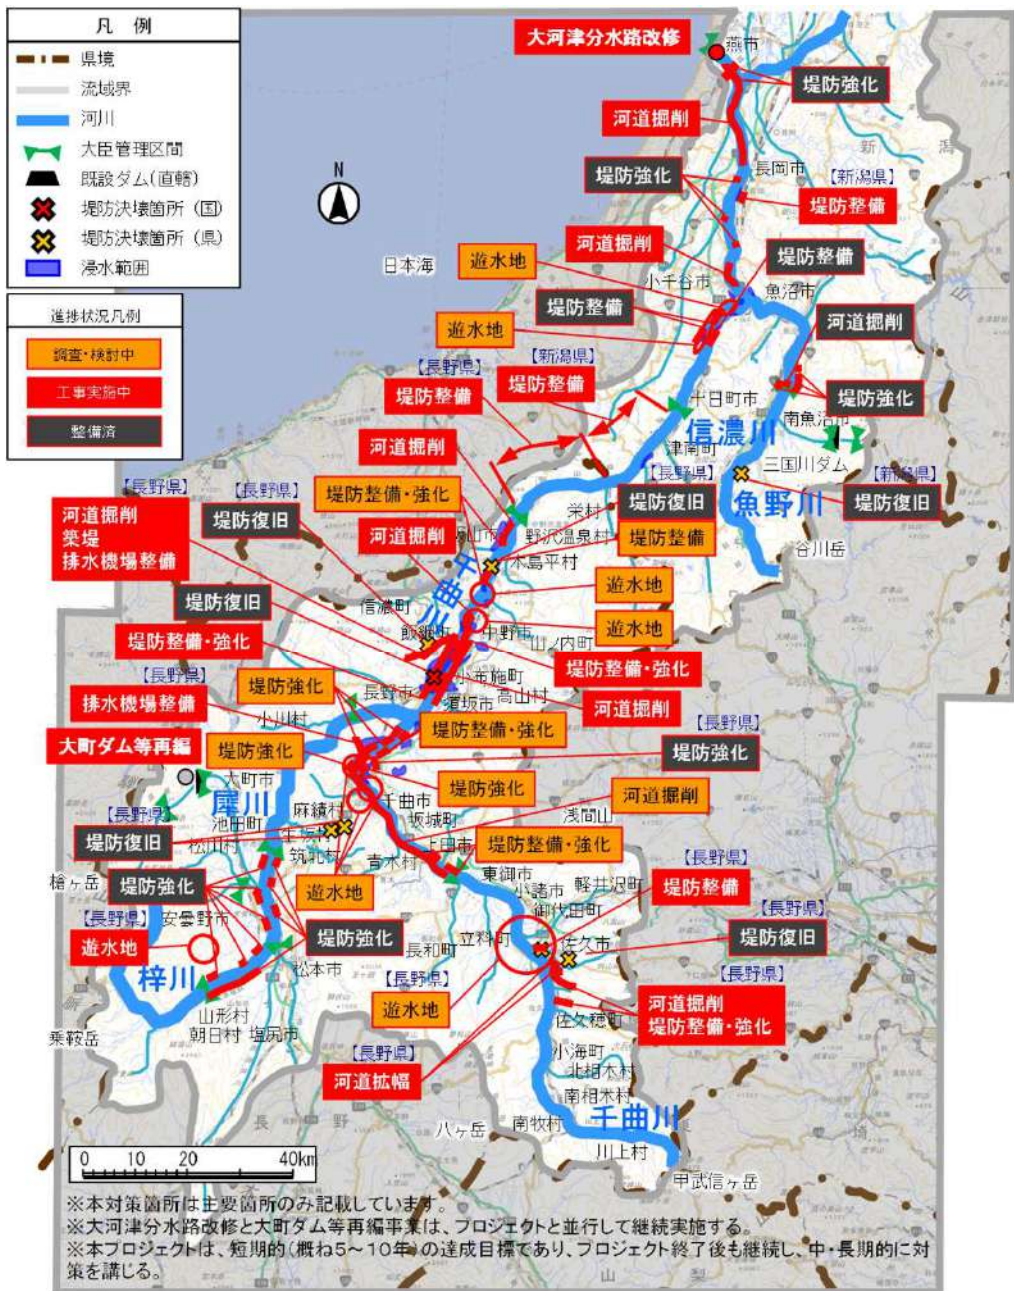 凡 例
県境
流域界
河川
大臣管理区間
既設ダム(直轄)
堤防決壊箇所（国）
堤防決壊箇所（県）
浸水範囲
進捗状況凡例
調査・検討中
工事実施中
整備済
N
日本海
大河津分水路改修
燕市
堤防強化
河道掘削
新
潟
長岡市
堤防強化
【新潟県】
堤防整備
河道掘削
遊水地
堤防整備
小千谷市
魚沼市
堤防整備
河道掘削
遊水地
【新潟県】
堤防整備
【長野県】
堤防整備
堤防強化
十日町市
南魚沼市
信濃川
津南町
三国川ダム
魚野川
【新潟県】
堤防復旧
谷川岳
河道掘削
【長野県】
堤防復旧
【長野県】
河道掘削
築堤
排水機場整備
【長野県】
堤防復旧
堤防整備・強化
栄村
野沢温泉村
堤防整備
河道掘削
木島平村
遊水地
堤防復旧
信濃町
飯綱町
中野市
山ノ内町
遊水地
堤防整備・強化
堤防整備・強化
小布施町
高山村
須坂市
長野市
河道掘削
【長野県】
排水機場整備
堤防強化
小川村
堤防整備・強化
【長野県】
堤防強化
大町ダム等再編
堤防強化
堤防強化
大町市
犀川
池田町
麻績村
千曲市
坂城町
河道掘削
浅間山
【長野県】
堤防復旧
松川村
生坂村
筑北村
青木村
上田市
堤防整備・強化
槍ヶ岳
堤防強化
遊水地
東御市
小諸市
軽井沢町
御代田町
【長野県】
堤防整備
【長野県】
遊水地
安曇野市
堤防強化
立科町
佐久市
【長野県】
堤防復旧
梓川
松本市
長和町
【長野県】
遊水地
【長野県】
河道掘削
堤防整備・強化
山形村
朝日村
塩尻市
乗鞍岳
佐久穂町
【長野県】
河道拡幅
小海町
北相木村
南相木村
長
野
八ヶ岳
南牧村
千曲川
川上村
埼
甲武信ヶ岳
0 10 20 40km
※本対策箇所は主要箇所のみ記載しています。
※大河津分水路改修と大町ダム等再編事業は、プロジェクトと並行して継続実施する。
※本プロジェクトは、短期的（概ね5～10年）の達成目標であり、プロジェクト終了後も継続し、中・長期的に対
策を講じる。
山
梨